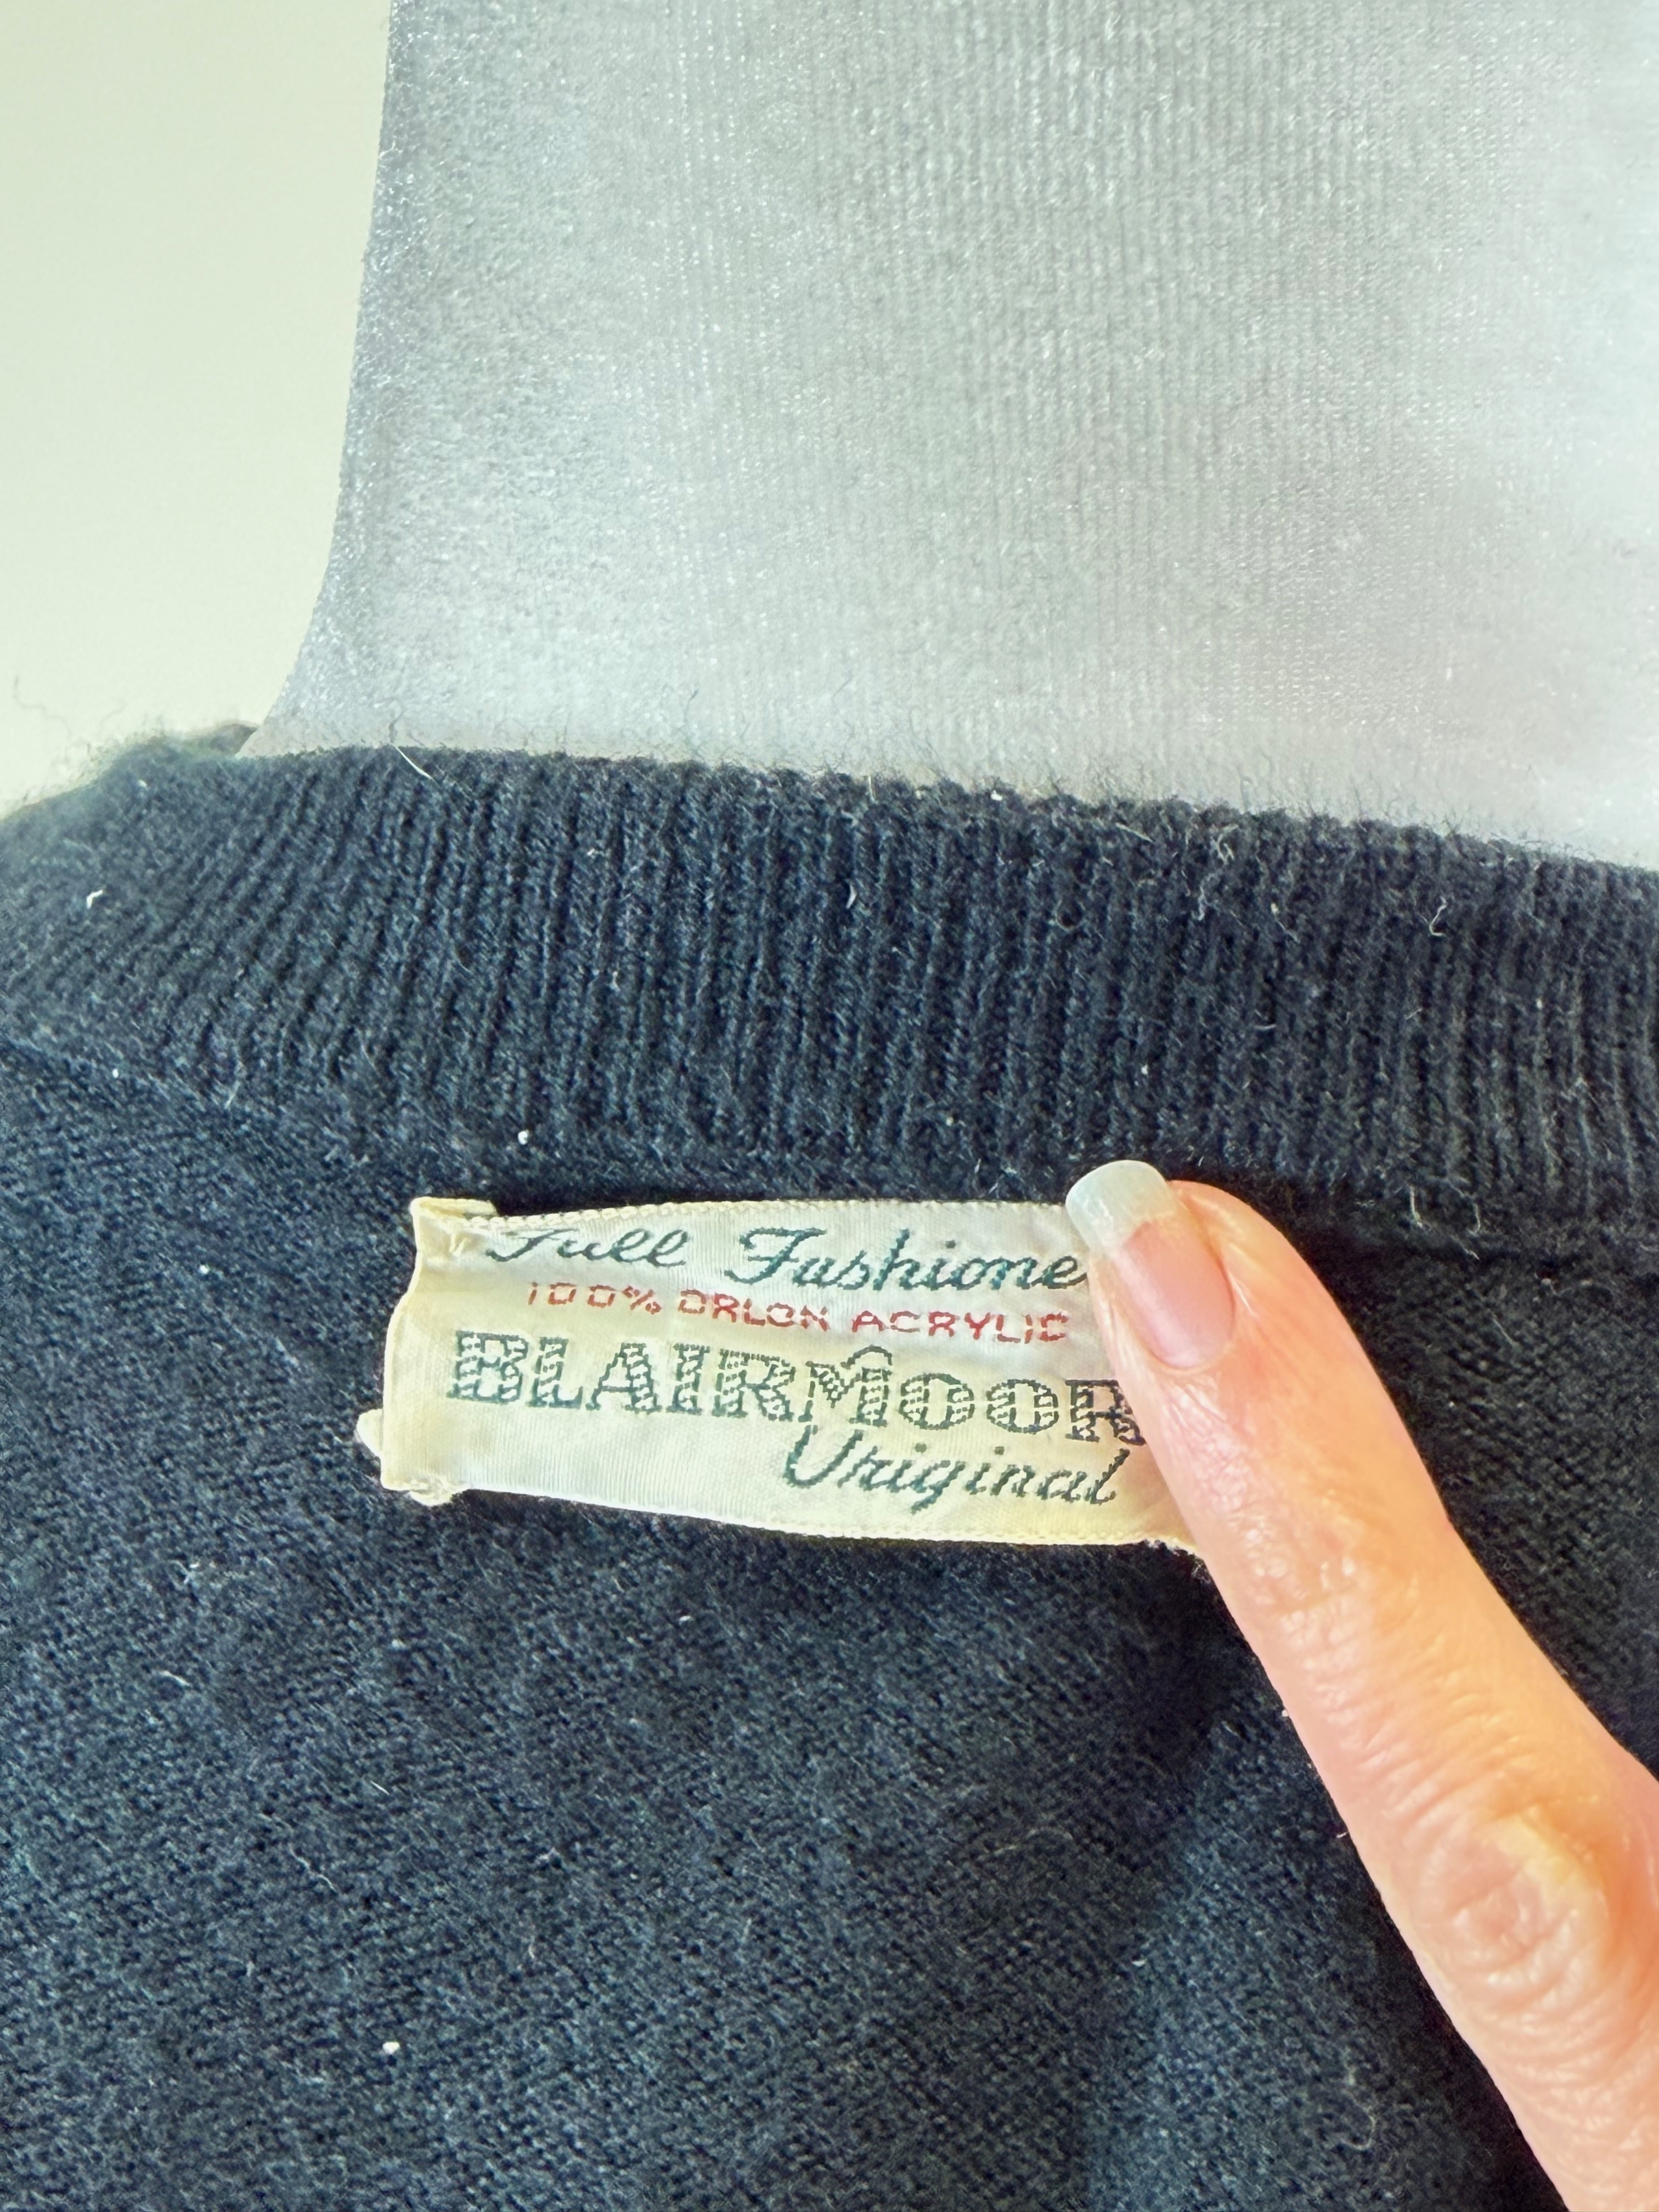 Full Fashione
100% ORLON ACRYLIC
BLAIRMOOR
Original